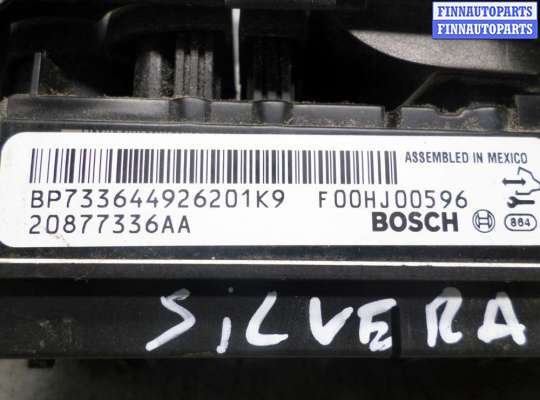 FINNAUTOPARTS
FINNAUTOPARTS
ASSEMBLED IN MEXICO
BP733644926201K9 F00HJ00596
20877336AA BOSCH 884
SILVERA